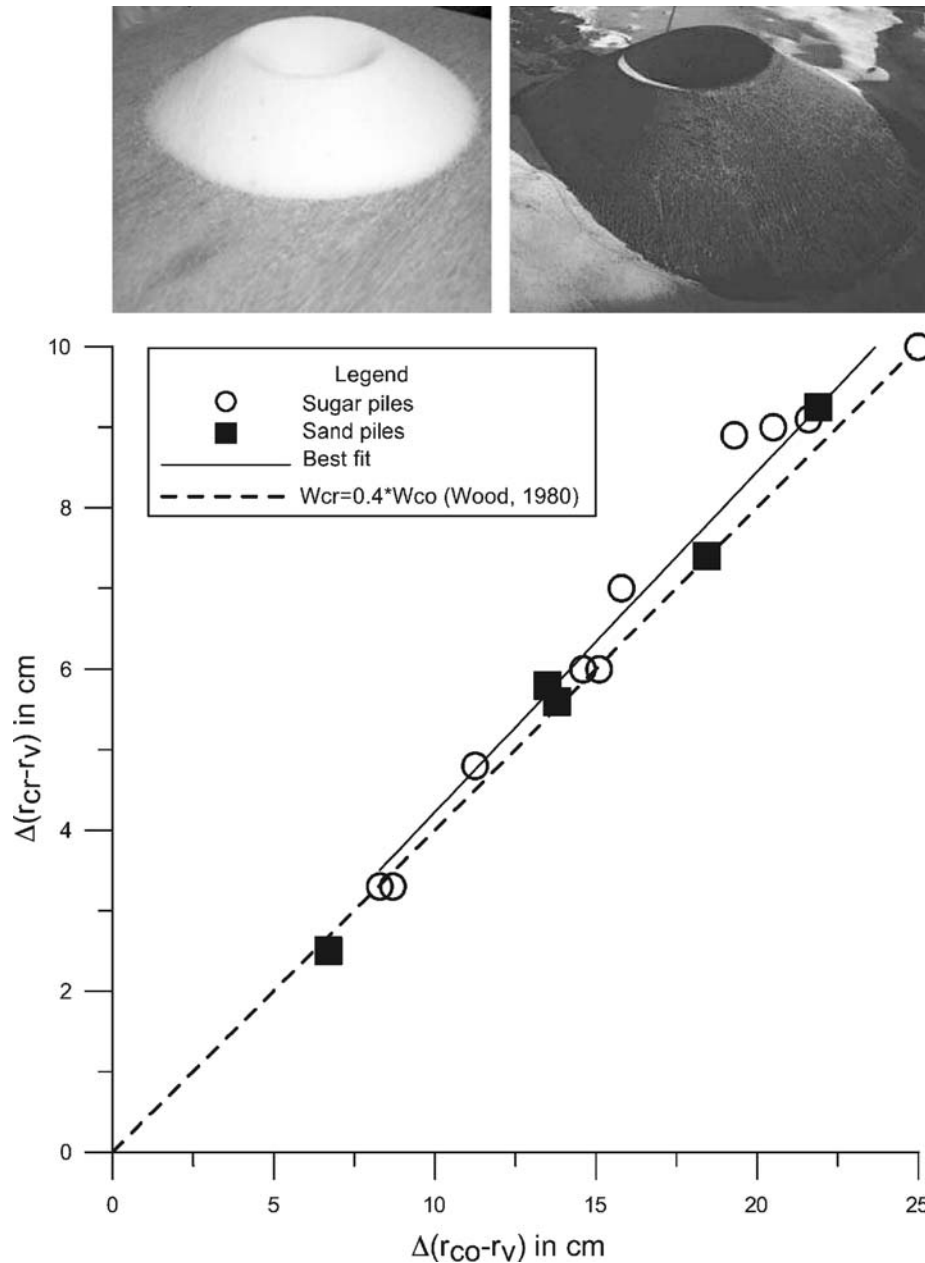 10
8
6
4
2
0
Δ(rcr-rv) in cm
Legend
Sugar piles
Sand piles
Best fit
Wcr=0.4*Wco (Wood, 1980)
0 5 10 15 20 25
Δ(rco-rv) in cm